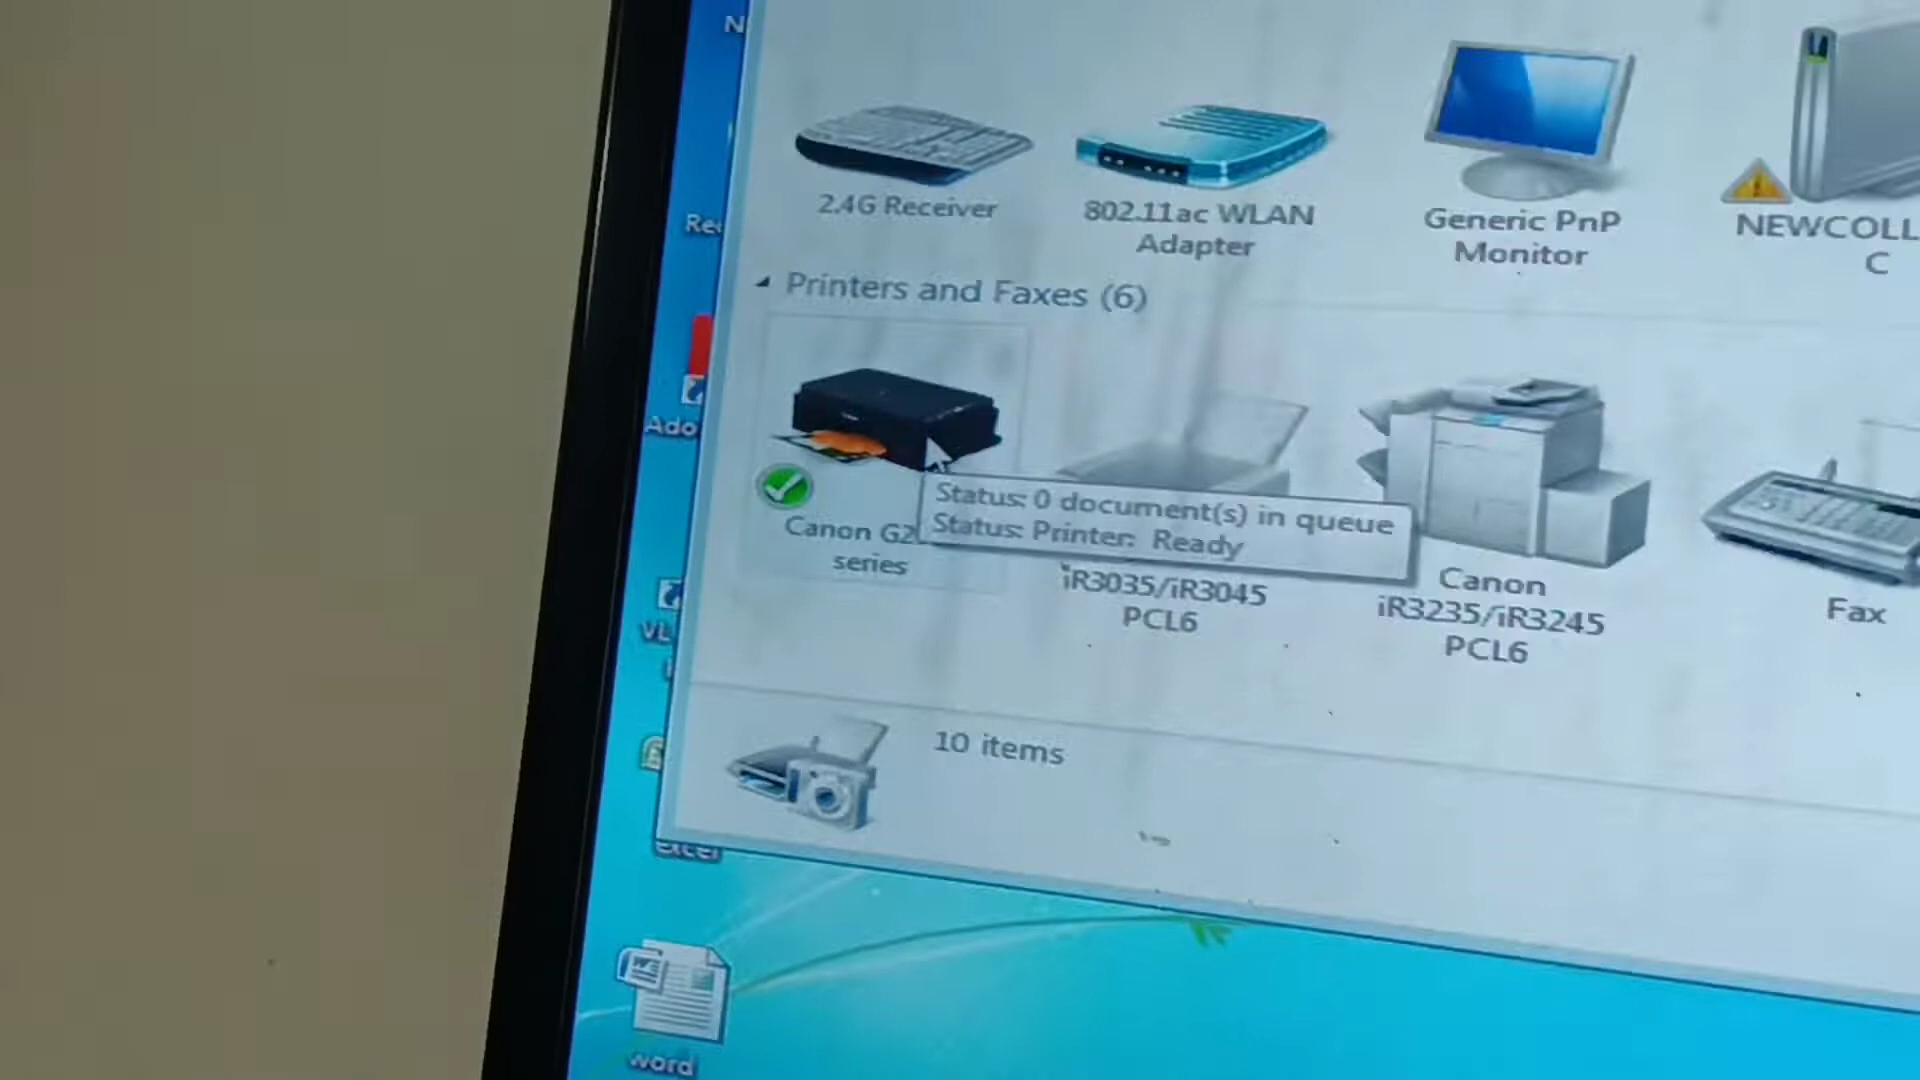 2.4G Receiver
802.11ac WLAN
Adapter
Generic PnP
Monitor
NEWCOLL
C
Printers and Faxes (6)
Status: 0 document(s) in queue
Status: Printer: Ready
Canon G2
series
iR3035/iR3045
PCL6
Canon
iR3235/iR3245
PCL6
Fax
10 items
Ado
VL
excel
word